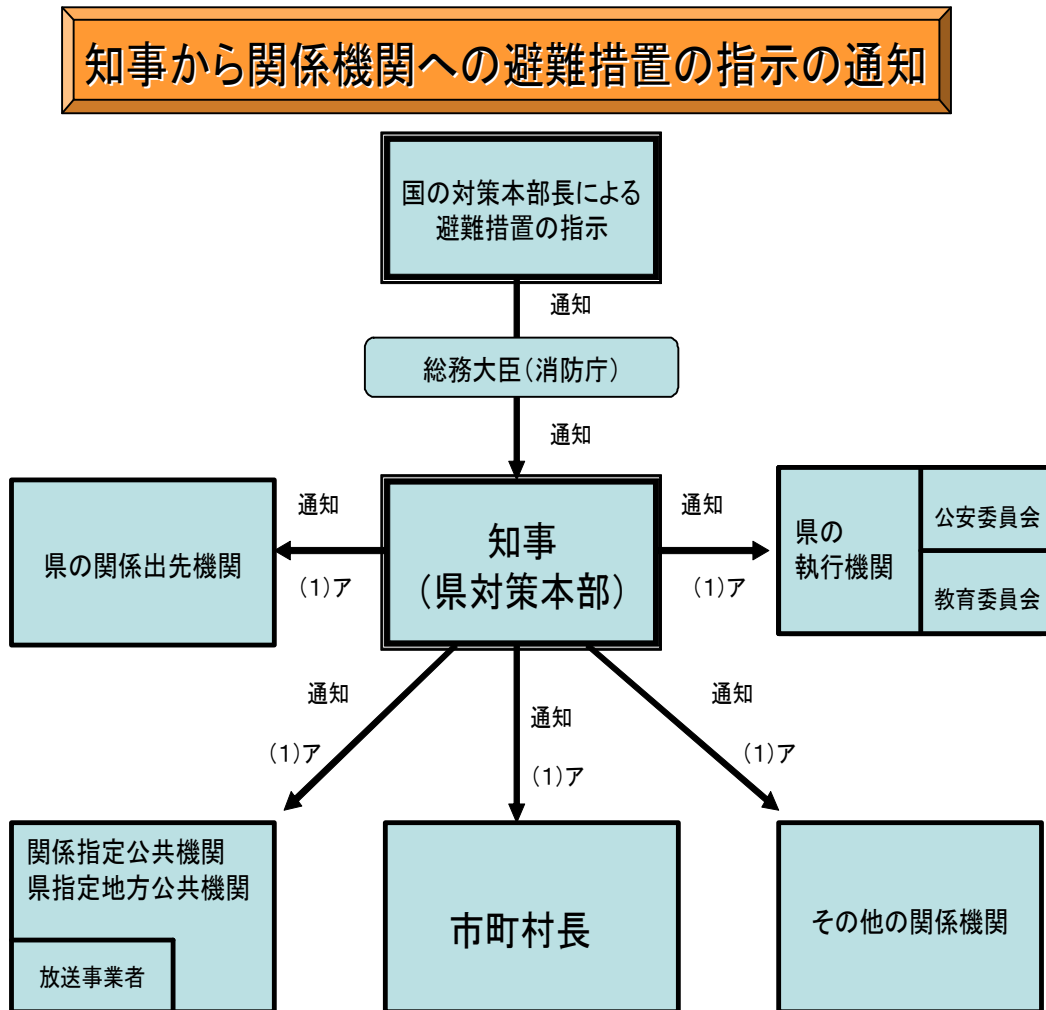 知事から関係機関への避難措置の指示の通知
国の対策本部長による
避難措置の指示
通知
総務大臣(消防庁)
通知
県の関係出先機関
通知
(1)ア
知事
(県対策本部)
通知
(1)ア
県の
執行機関
公安委員会
教育委員会
通知
(1)ア
通知
(1)ア
通知
(1)ア
関係指定公共機関
県指定地方公共機関
放送事業者
市町村長
その他の関係機関